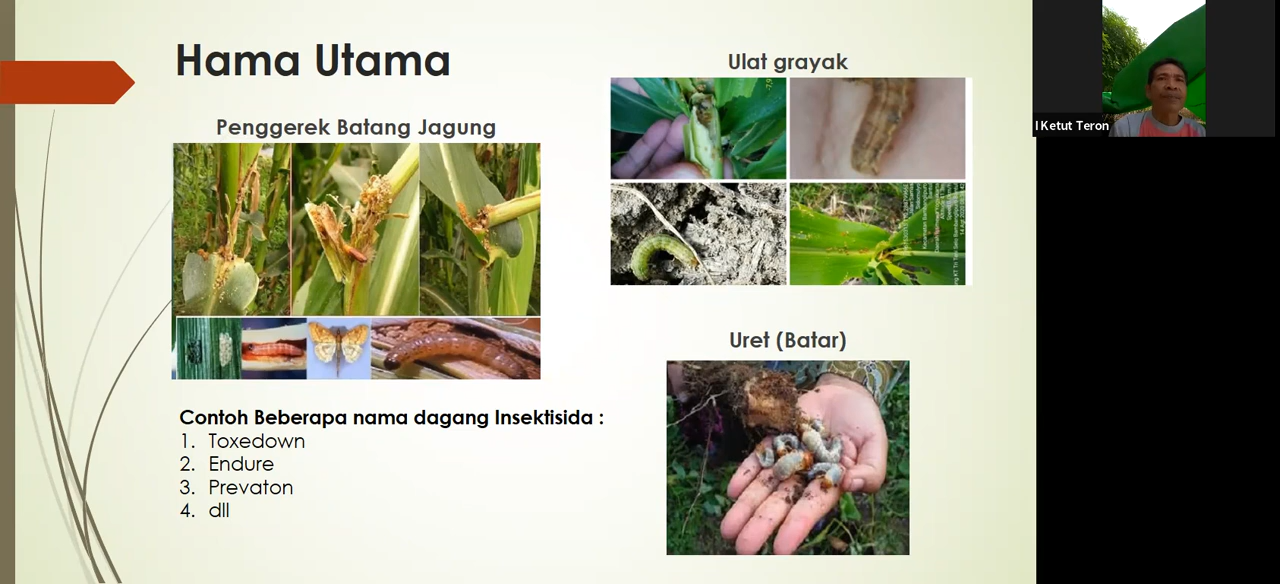 Hama Utama
Penggerek Batang Jagung
Contoh Beberapa nama dagang Insektisida :
1. Toxedown
2. Endure
3. Prevaton
4. dll
Ulat grayak
Uret (Batar)
I Ketut Teron